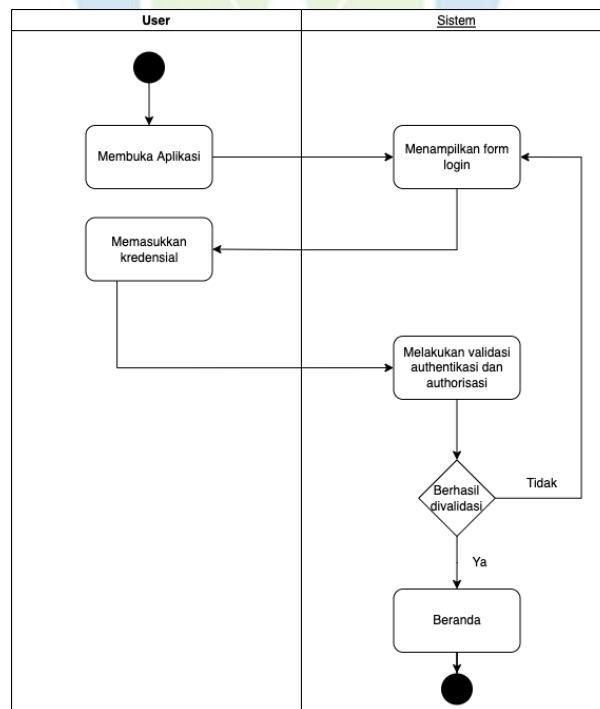 User
Sistem
Membuka Aplikasi
Menampilkan form
login
Memasukkan
kredensial
Melakukan validasi
authentikasi dan
authorisasi
Berhasil
divalidasi
Tidak
Ya
Beranda